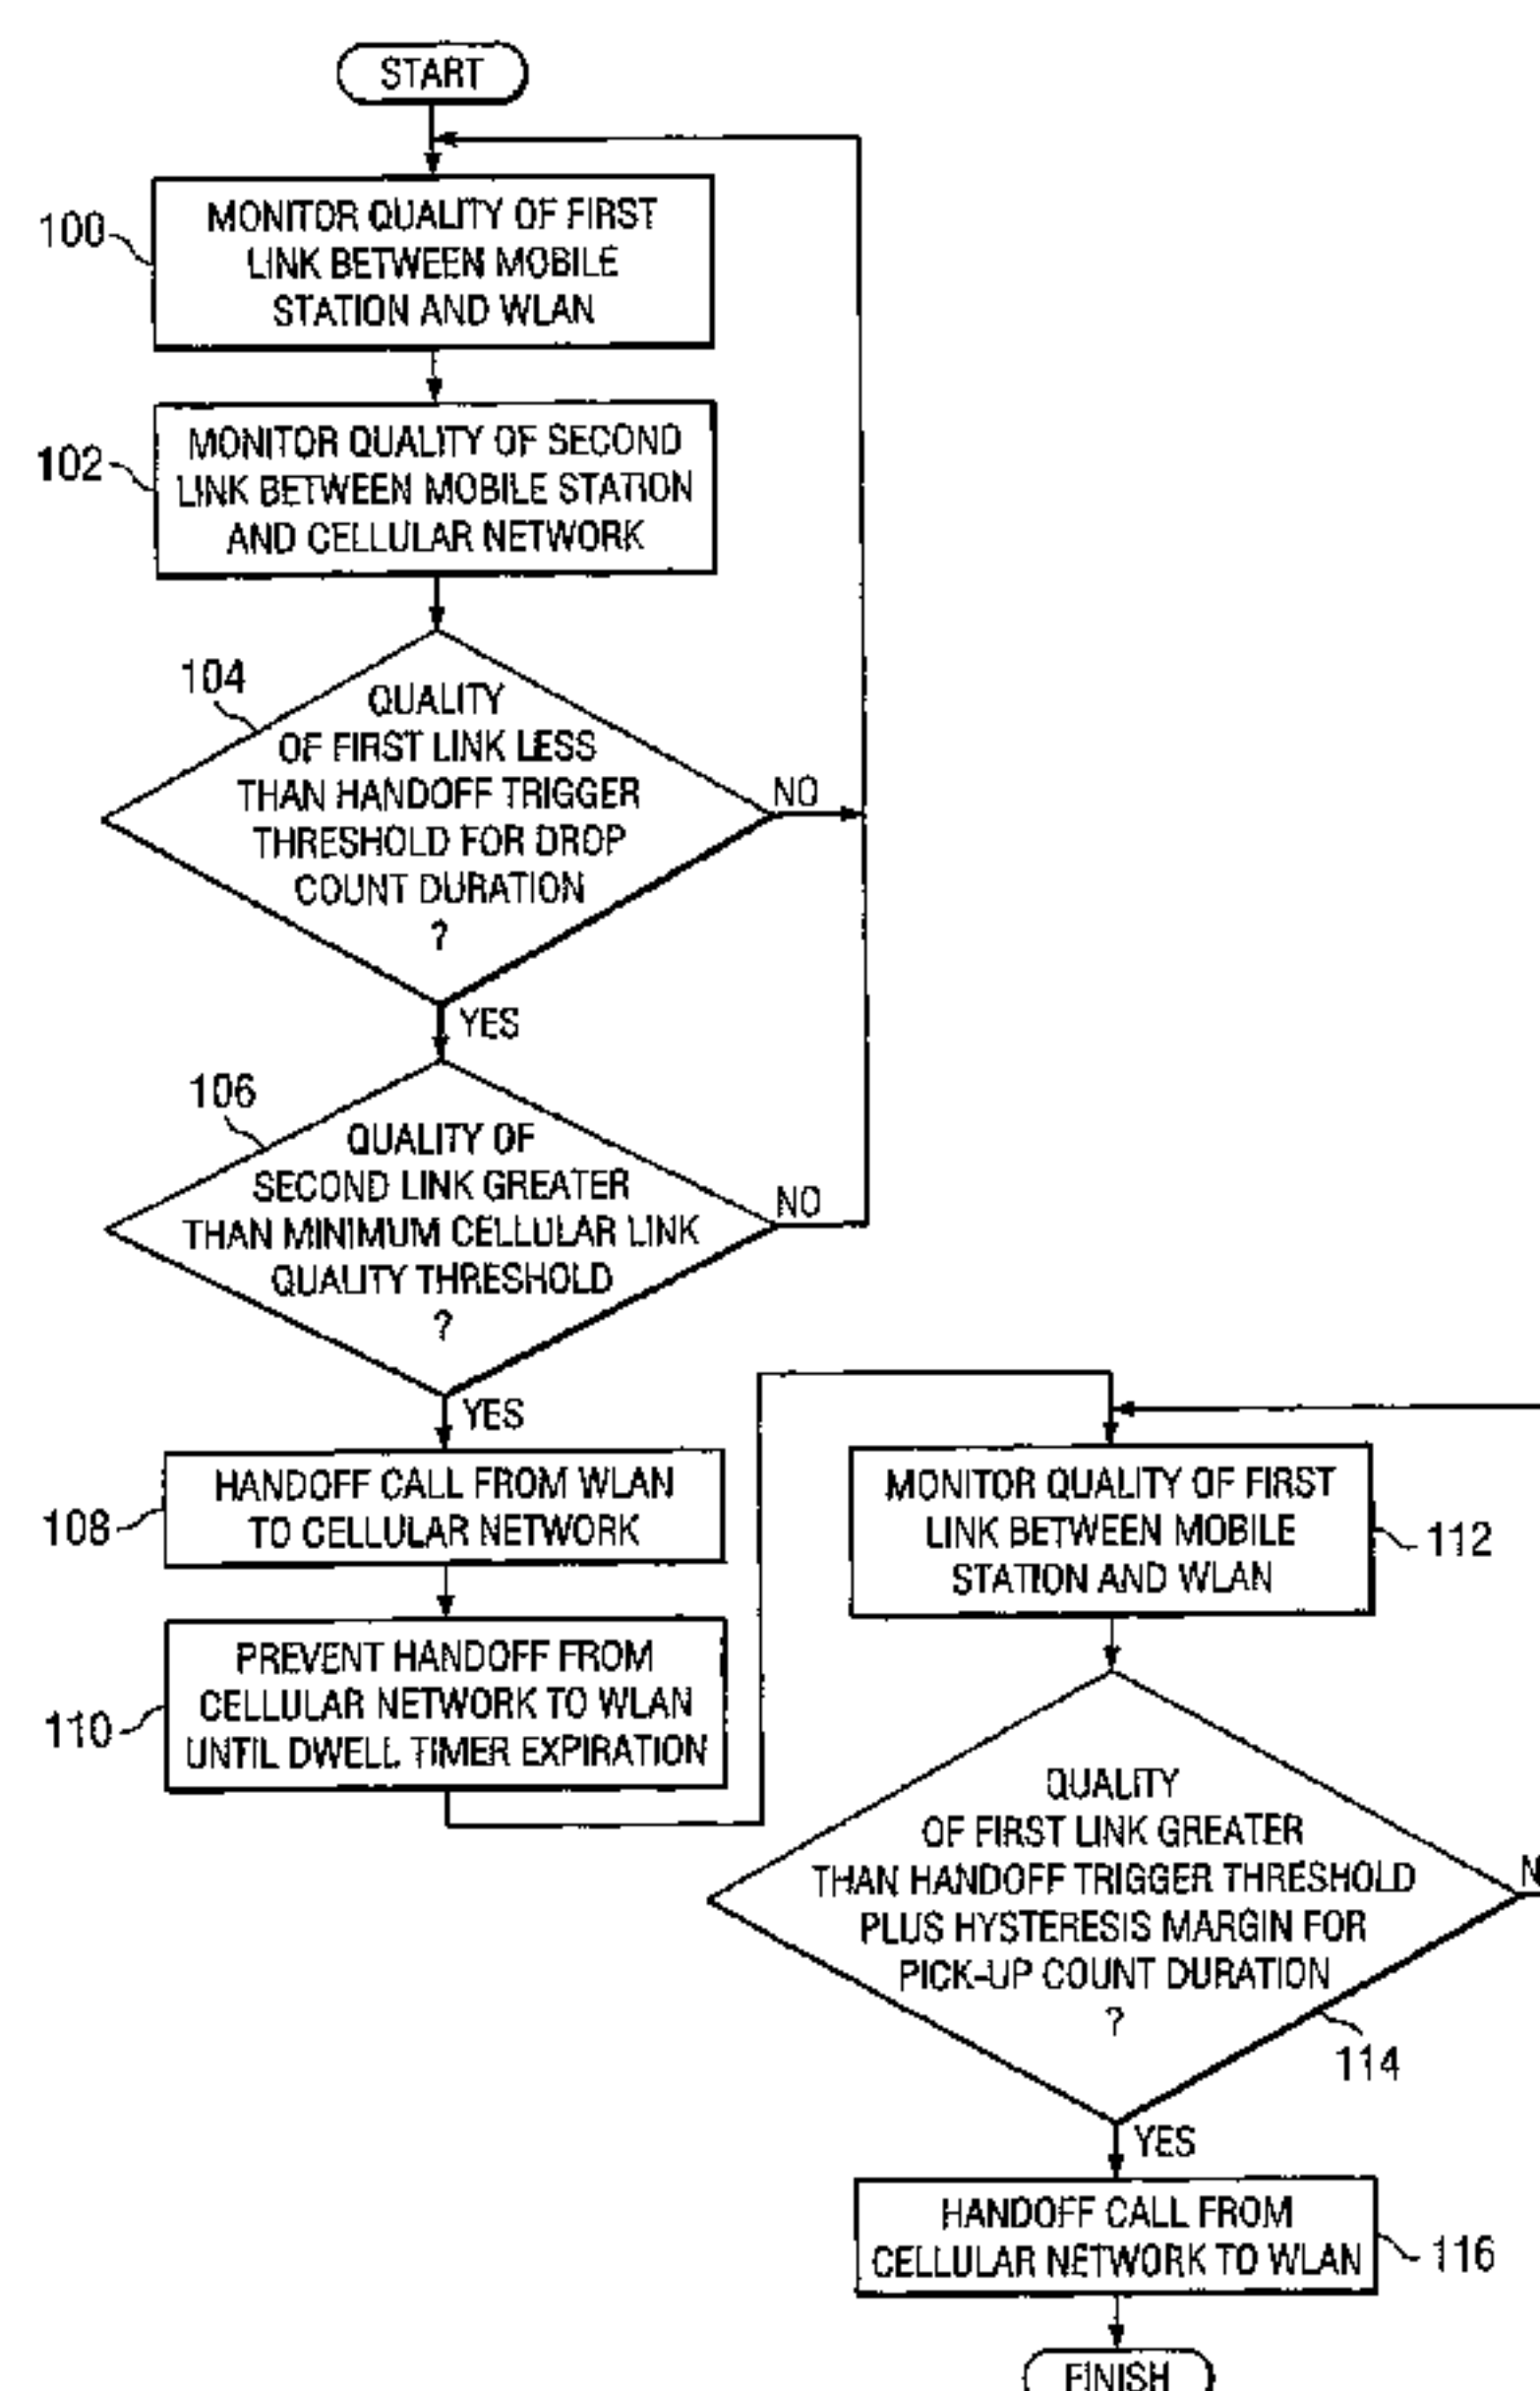 START
100
MONITOR QUALITY OF FIRST
LINK BETWEEN MOBILE
STATION AND WLAN
102
MONITOR QUALITY OF SECOND
LINK BETWEEN MOBILE STATION
AND CELLULAR NETWORK
104
QUALITY
OF FIRST LINK LESS
THAN HANDOFF TRIGGER
THRESHOLD FOR DROP
COUNT DURATION
?
NO
YES
106
QUALITY OF
SECOND LINK GREATER
THAN MINIMUM CELLULAR LINK
QUALITY THRESHOLD
?
NO
YES
108
HANDOFF CALL FROM WLAN
TO CELLULAR NETWORK
110
PREVENT HANDOFF FROM
CELLULAR NETWORK TO WLAN
UNTIL DWELL TIMER EXPIRATION
MONITOR QUALITY OF FIRST
LINK BETWEEN MOBILE
STATION AND WLAN
112
QUALITY
OF FIRST LINK GREATER
THAN HANDOFF TRIGGER THRESHOLD
PLUS HYSTERESIS MARGIN FOR
PICK-UP COUNT DURATION
?
114
YES
HANDOFF CALL FROM
CELLULAR NETWORK TO WLAN
116
FINISH